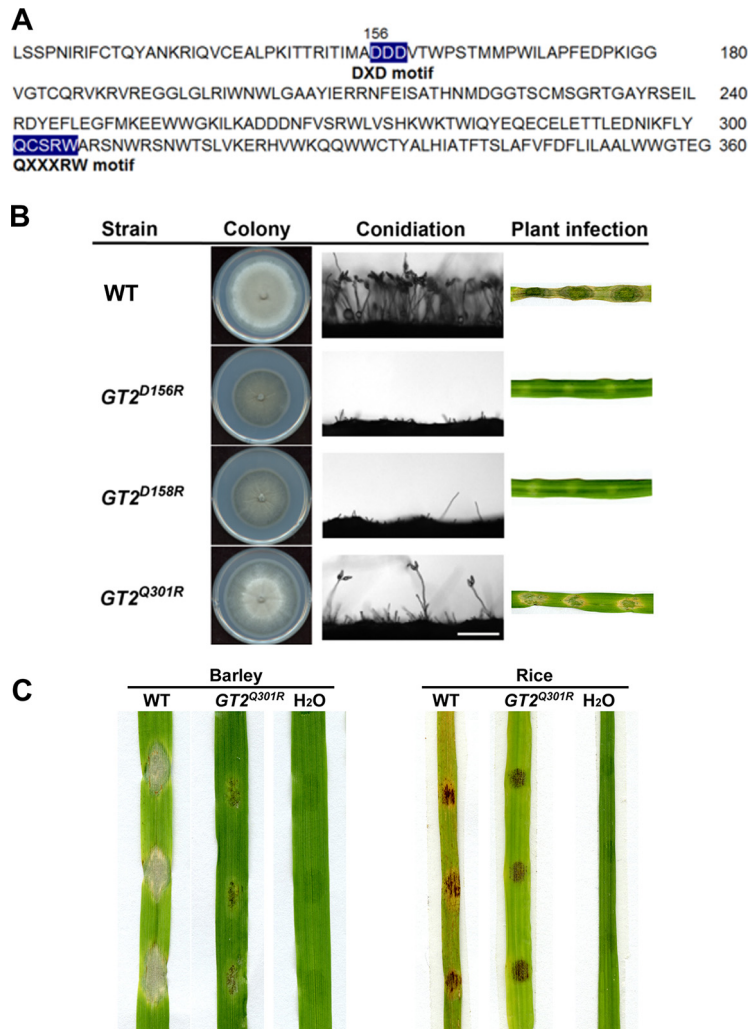 A
156
LSSPNIRIFCTQYANKRIQVCEALPKITTRITIMADDDVTWPSTMMPWILAPFEDPKIGG 180
DXD motif
VGTCQRVKRVREGGLGLRIWNWLGAAYIERRNFEISATHNMDGGTSCMSGRTGAYRSEIL 240
RDYEFLEGFMKEEWWGKILKADDDNFVSRWLVSHKWKTWIQYEQECELETTLEDNIKFLY 300
QCSRWARSNWRSNWTSLVKERHVWKQQWWCTYALHIATFTSLAFVFDFLILAALWWGTEG 360
QXXXRW motif
B
Strain Colony Conidiation Plant infection
WT
GT2D156R
GT2D158R
GT2Q301R
C
Barley Rice
WT GT2Q301R H2O WT GT2Q301R H2O